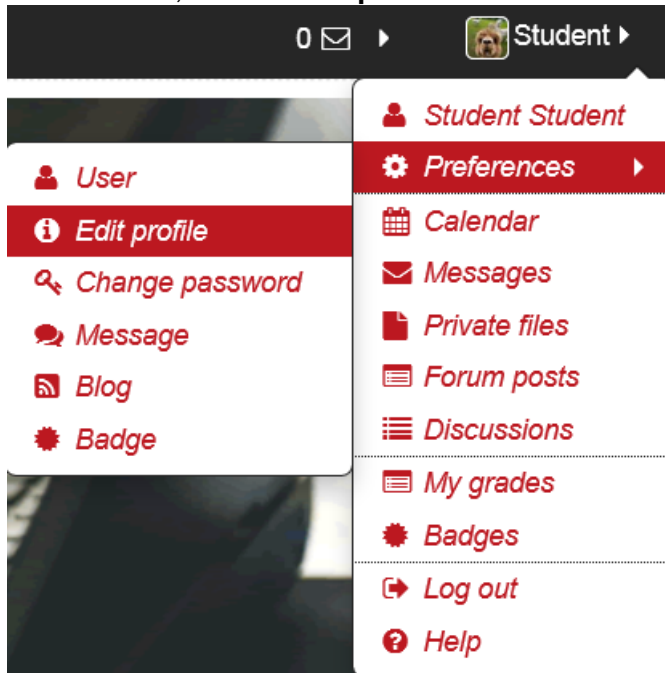 0
Student
Student Student
Preferences
Calendar
Messages
Private files
Forum posts
Discussions
My grades
Badges
Log out
Help
User
Edit profile
Change password
Message
Blog
Badge